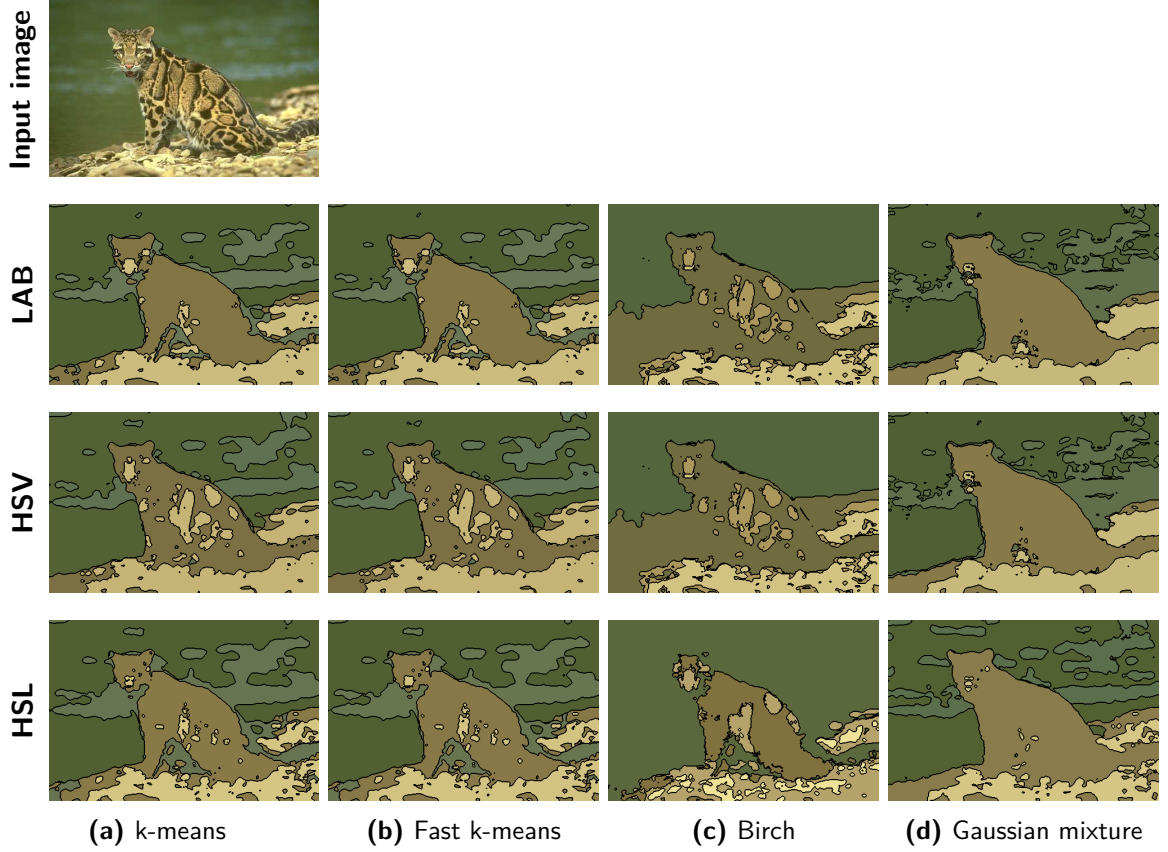 Input image
LAB
HSV
HSL
(a) k-means
(b) Fast k-means
(c) Birch
(d) Gaussian mixture